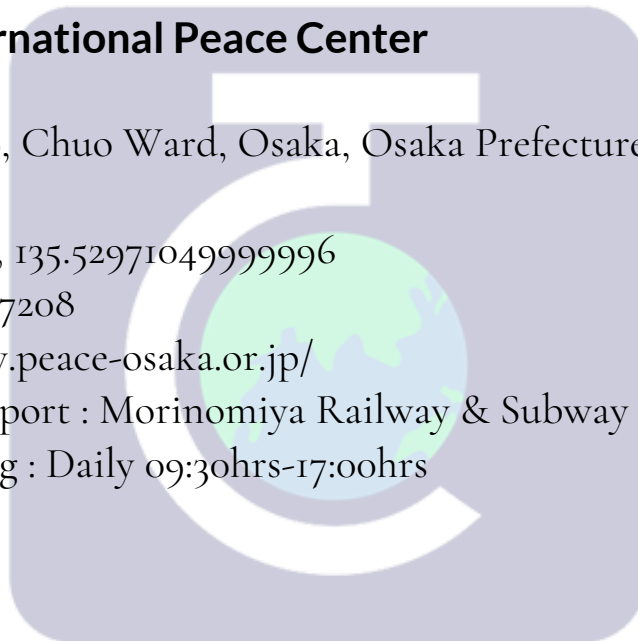 rnational Peace Center
, Chuo Ward, Osaka, Osaka Prefecture
, 135.52971049999996
7208
.peace-osaka.or.jp/
port : Morinomiya Railway & Subway
g : Daily 09:30hrs-17:00hrs